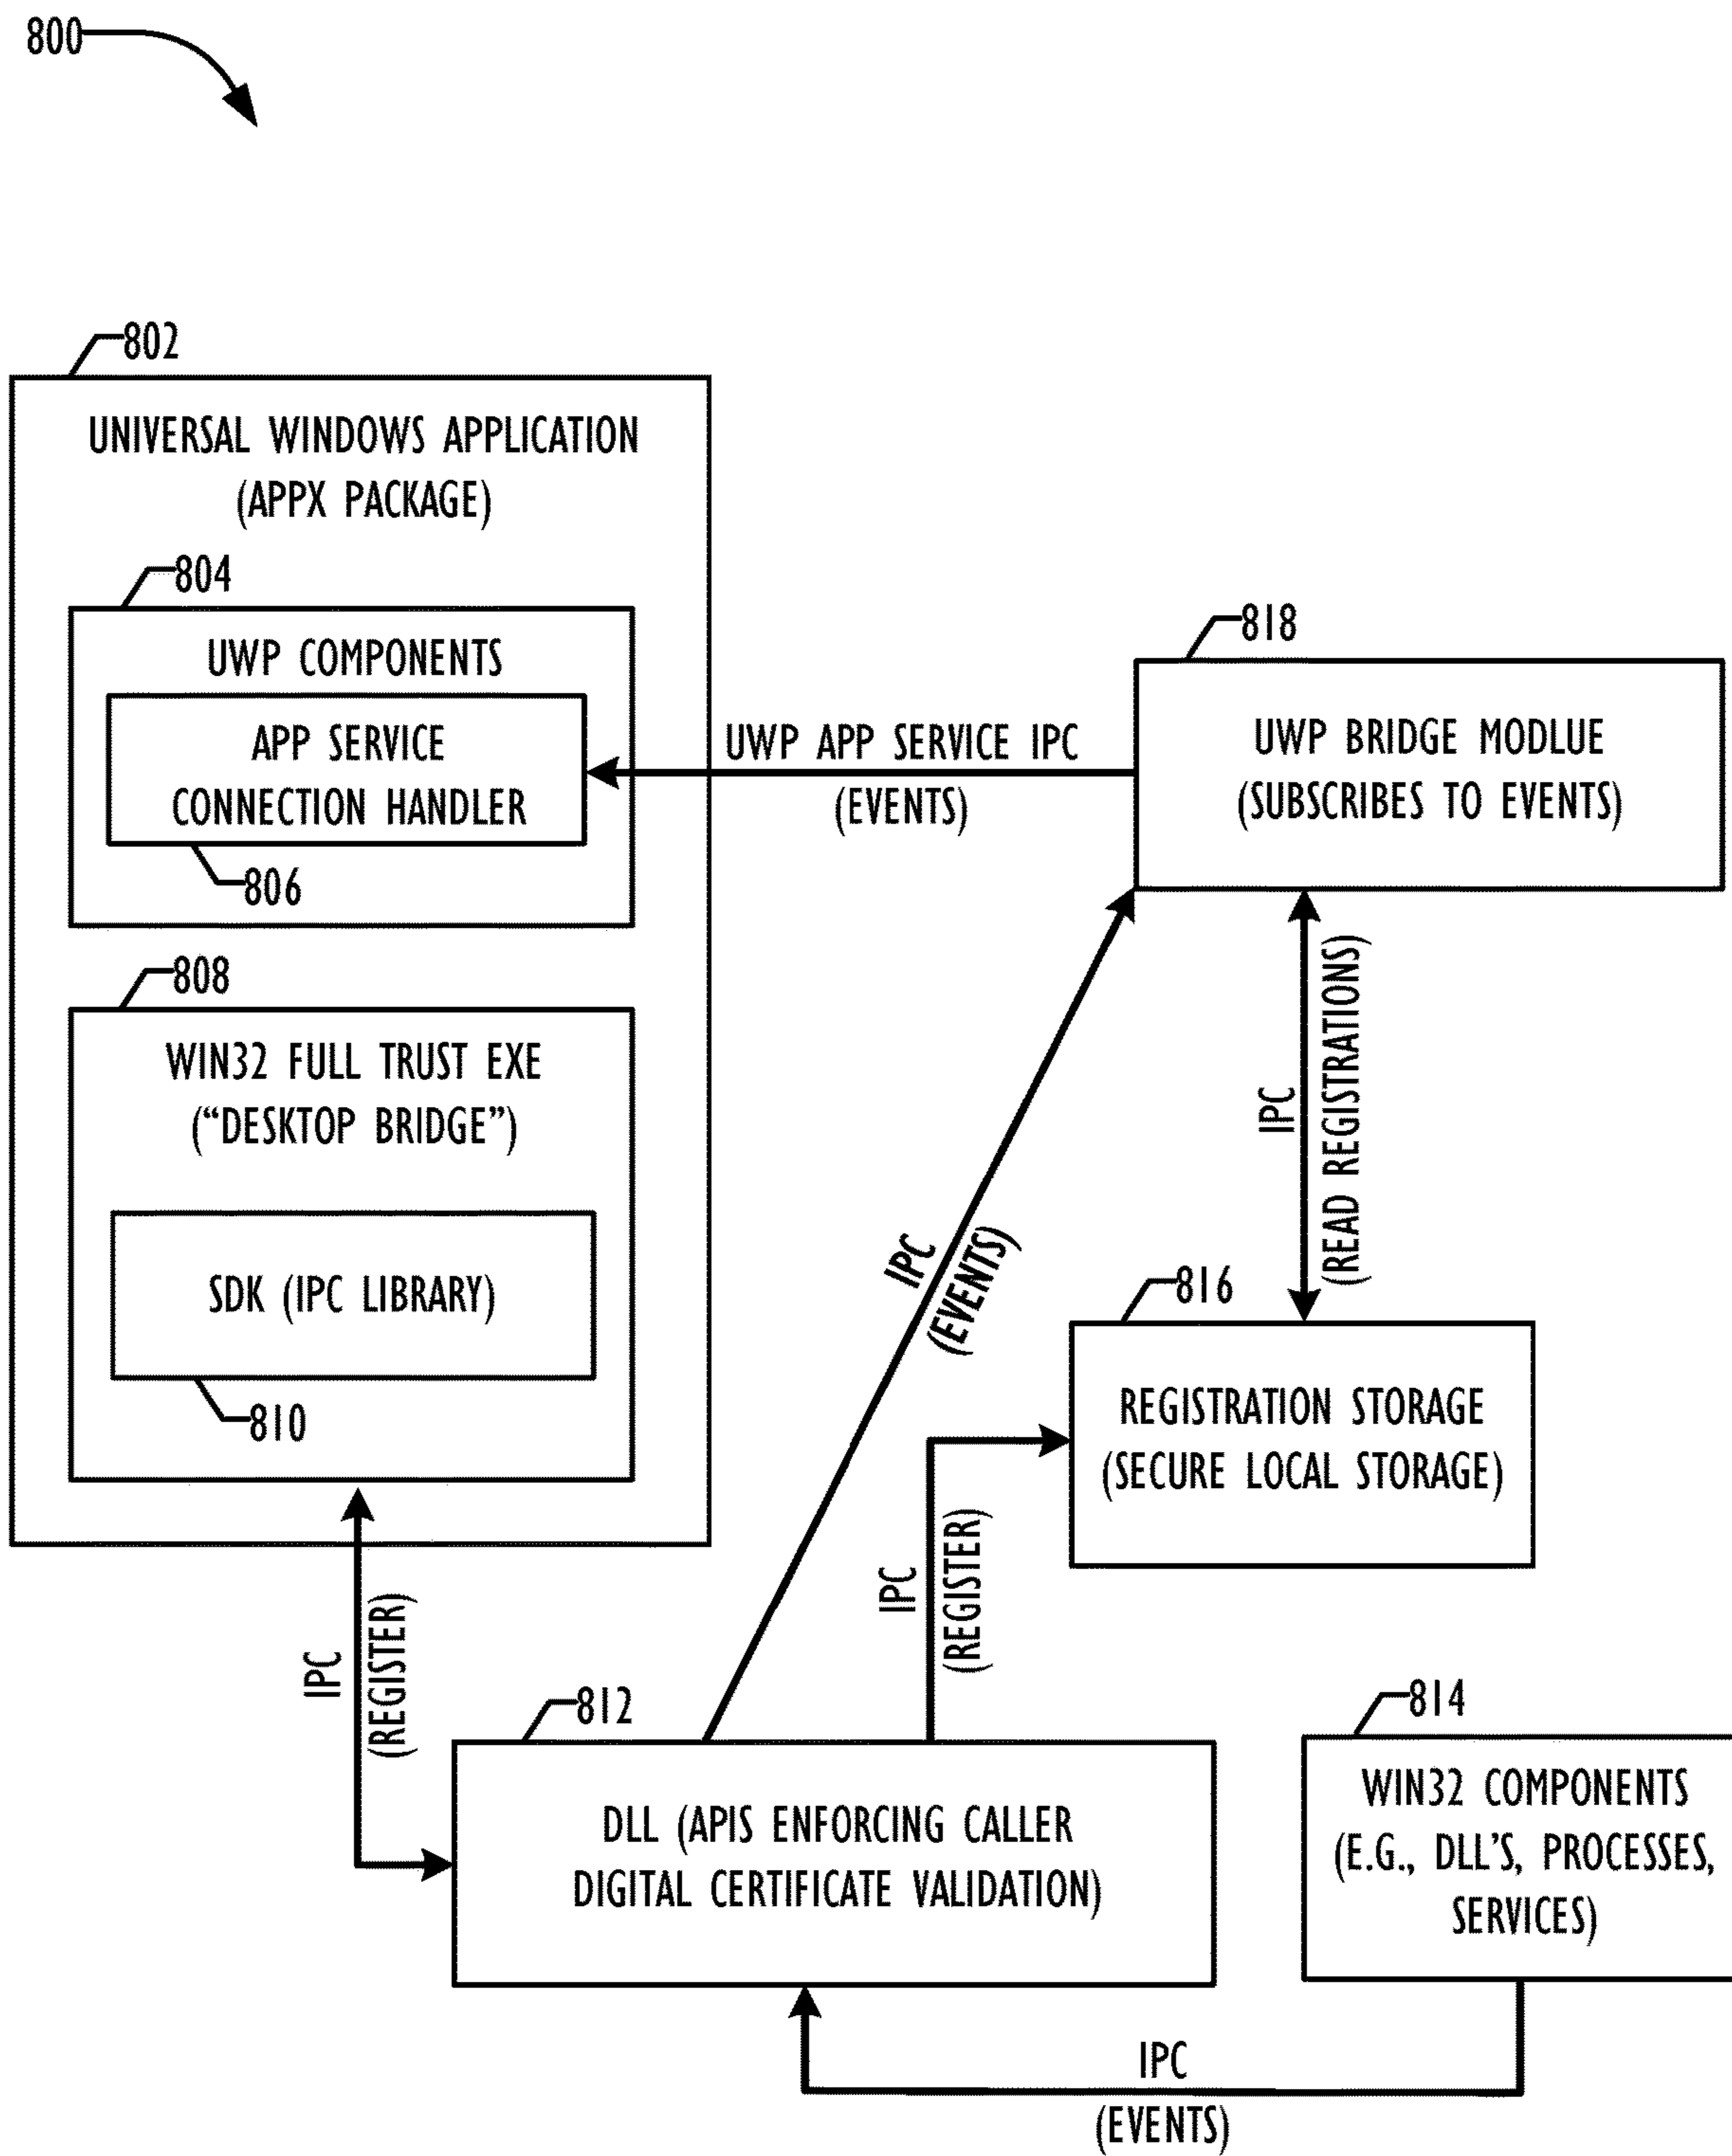 800
802
UNIVERSAL WINDOWS APPLICATION
(APPX PACKAGE)
804
UWP COMPONENTS
APP SERVICE
CONNECTION HANDLER
806
808
WIN32 FULL TRUST EXE
(“DESKTOP BRIDGE”)
SDK (IPC LIBRARY)
810
UWP APP SERVICE IPC
(EVENTS)
818
UWP BRIDGE MODLUE
(SUBSCRIBES TO EVENTS)
IPC
(READ REGISTRATIONS)
IPC
(EVENTS)
816
REGISTRATION STORAGE
(SECURE LOCAL STORAGE)
IPC
(REGISTER)
IPC
(REGISTER)
812
DLL (APIS ENFORCING CALLER
DIGITAL CERTIFICATE VALIDATION)
814
WIN32 COMPONENTS
(E.G., DLL’S, PROCESSES,
SERVICES)
IPC
(EVENTS)